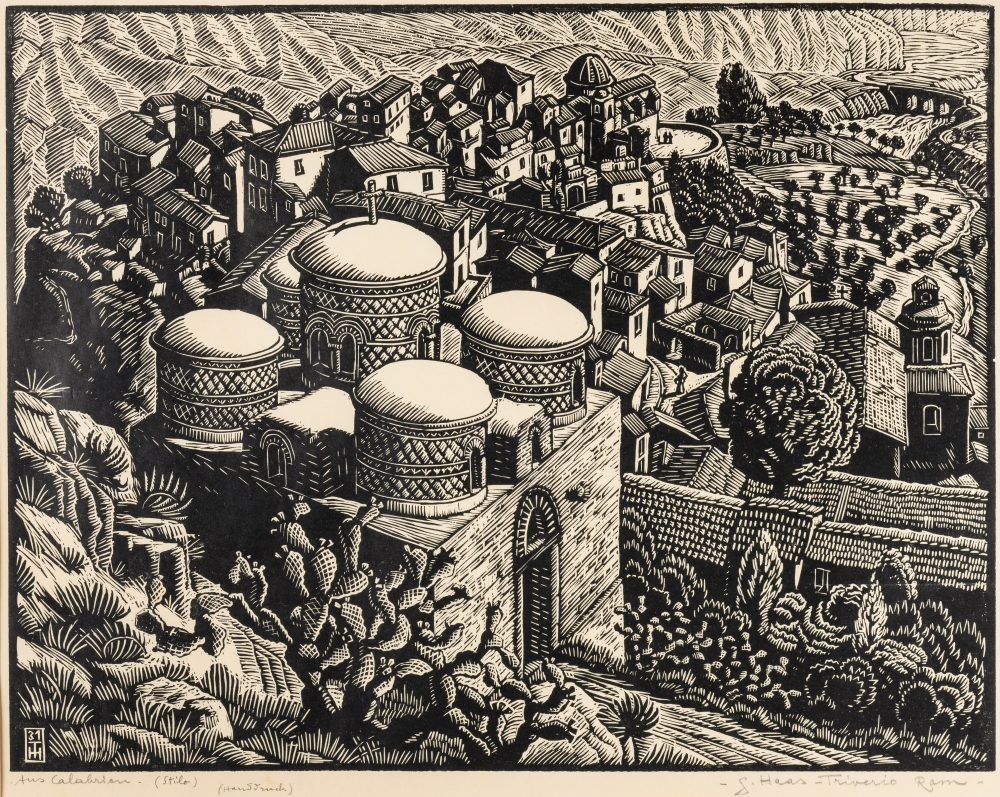 31
H
Aus Calabrien. (Stilo)
(Handdruck)
- G. Haas-Triverio Rom -